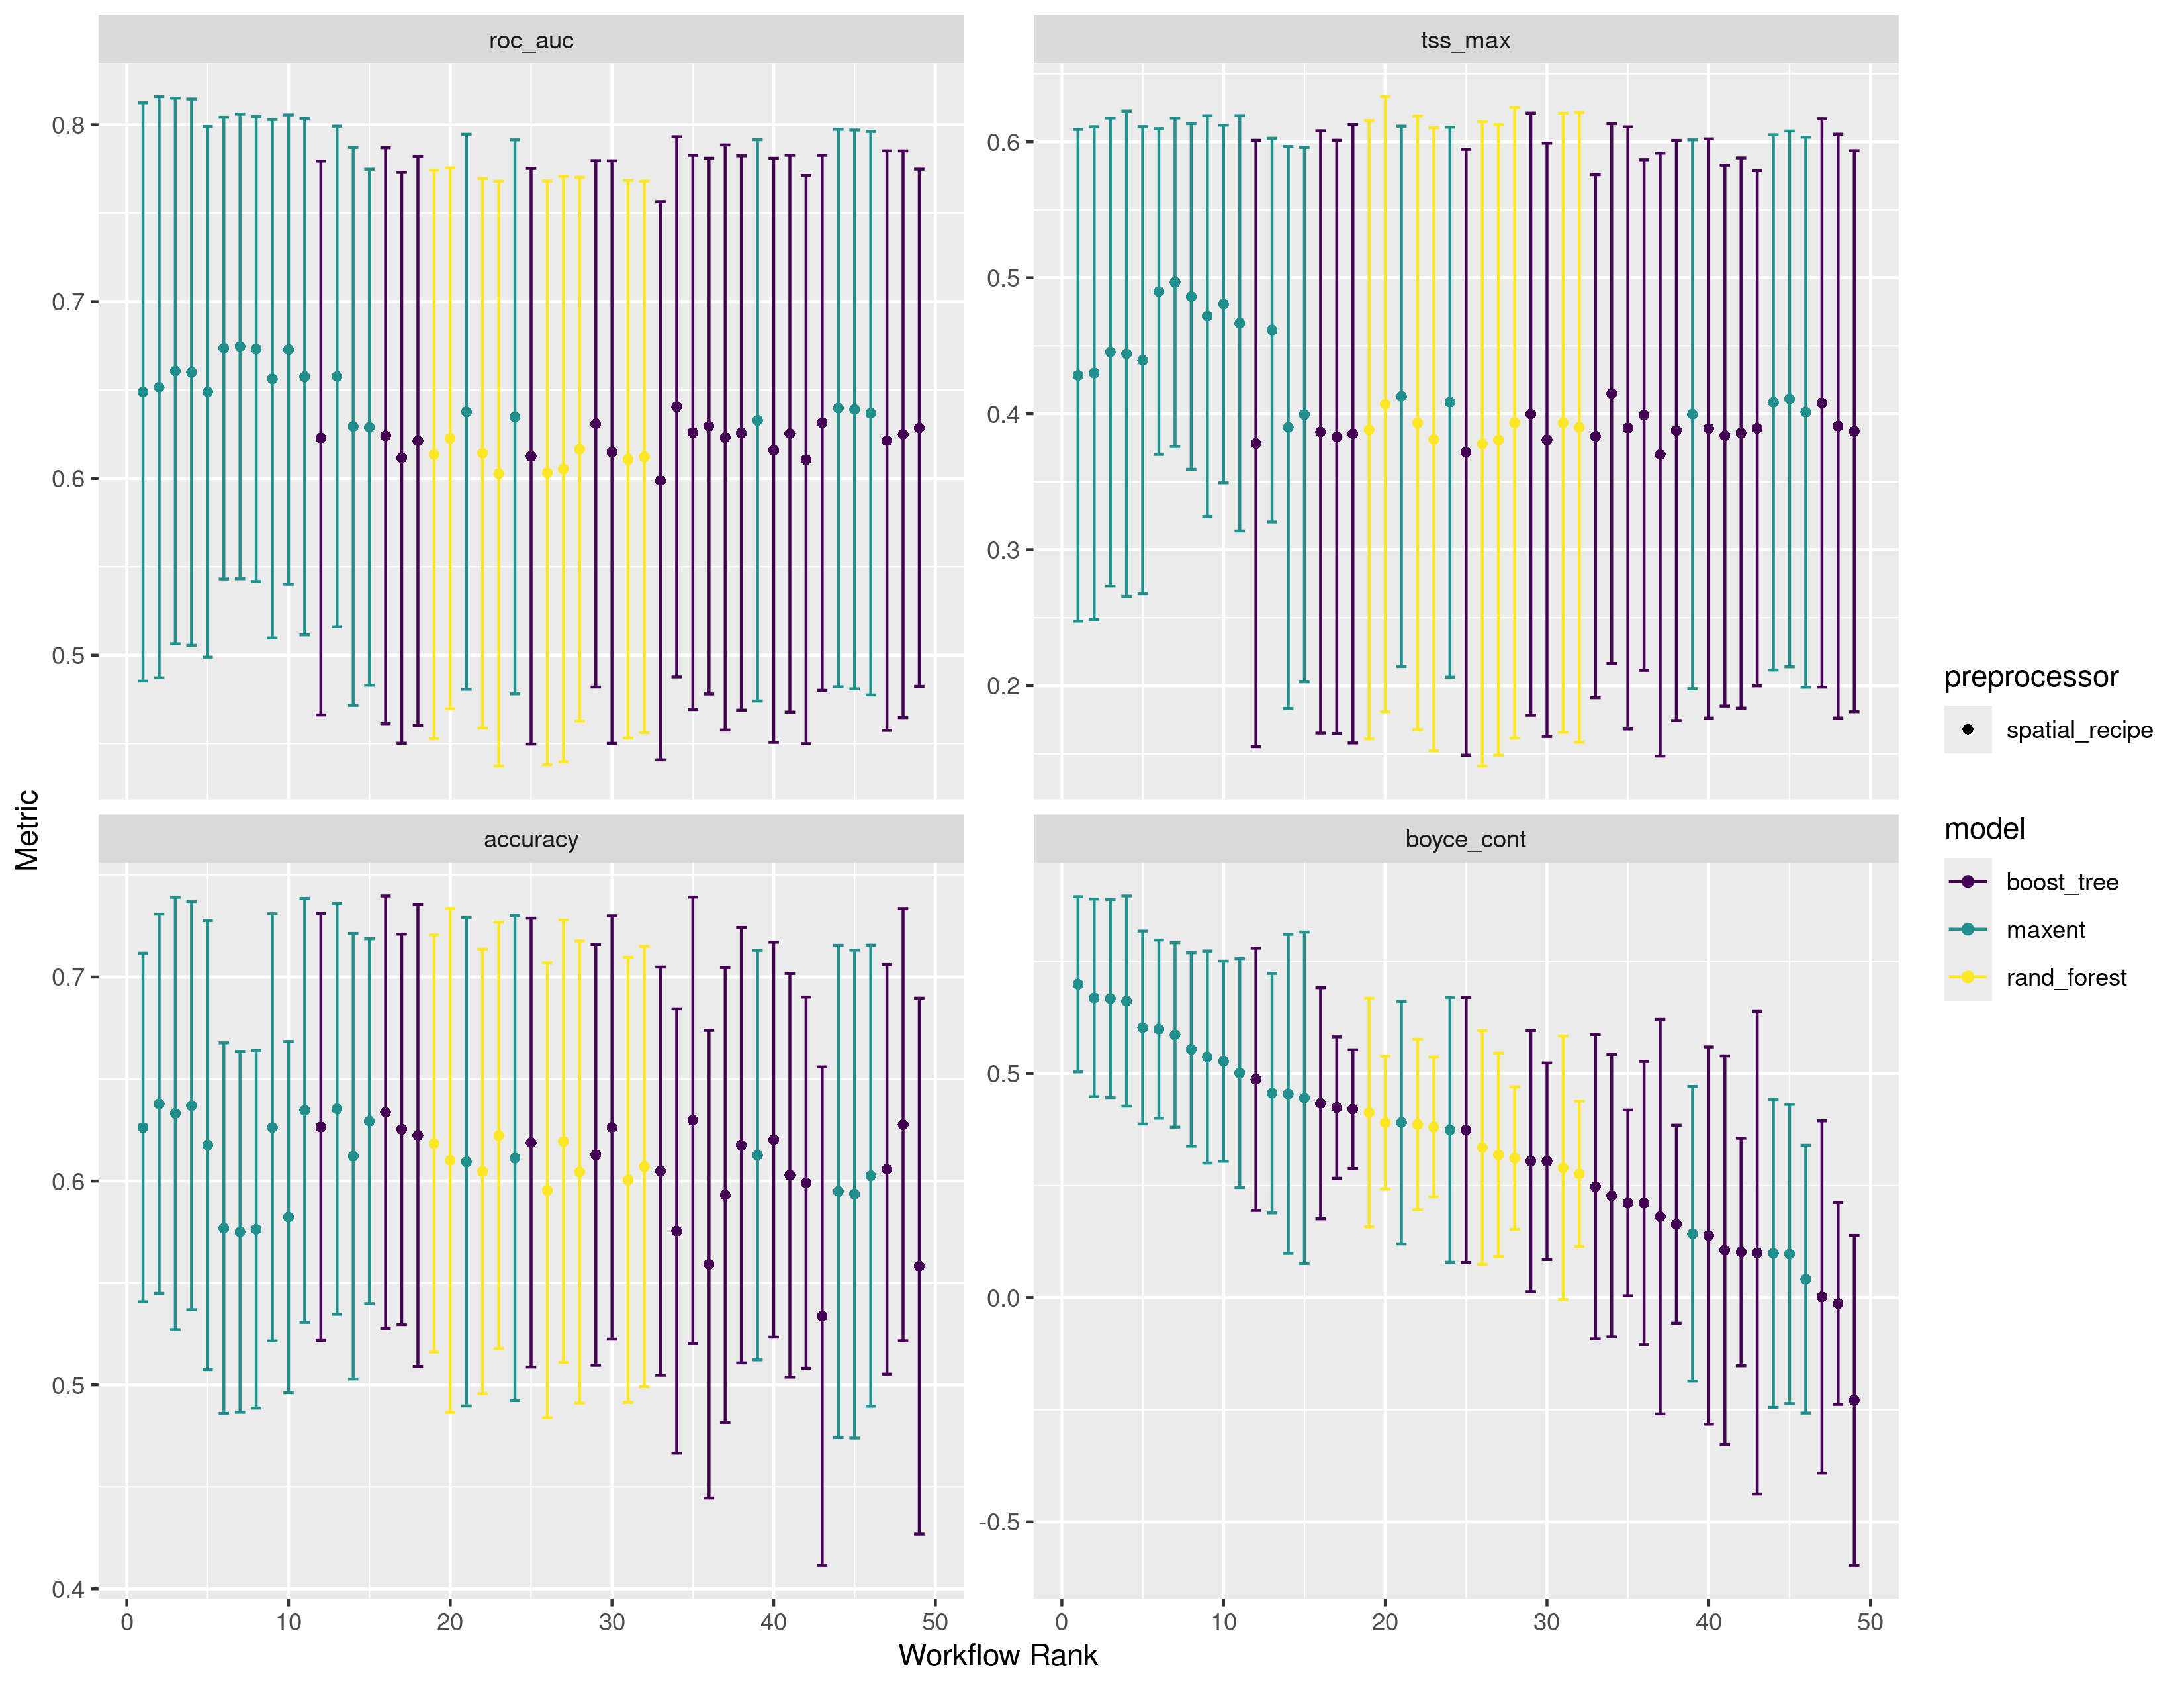 roc_auc
tss_max
0.8
0.7
0.6
0.5
0.6
0.5
0.4
0.3
0.2
Metric
accuracy
boyce_cont
0.7
0.6
0.5
0.4
0.5
0.0
-0.5
0 10 20 30 40 50
0 10 20 30 40 50
Workflow Rank
preprocessor
spatial_recipe
model
boost_tree
maxent
rand_forest